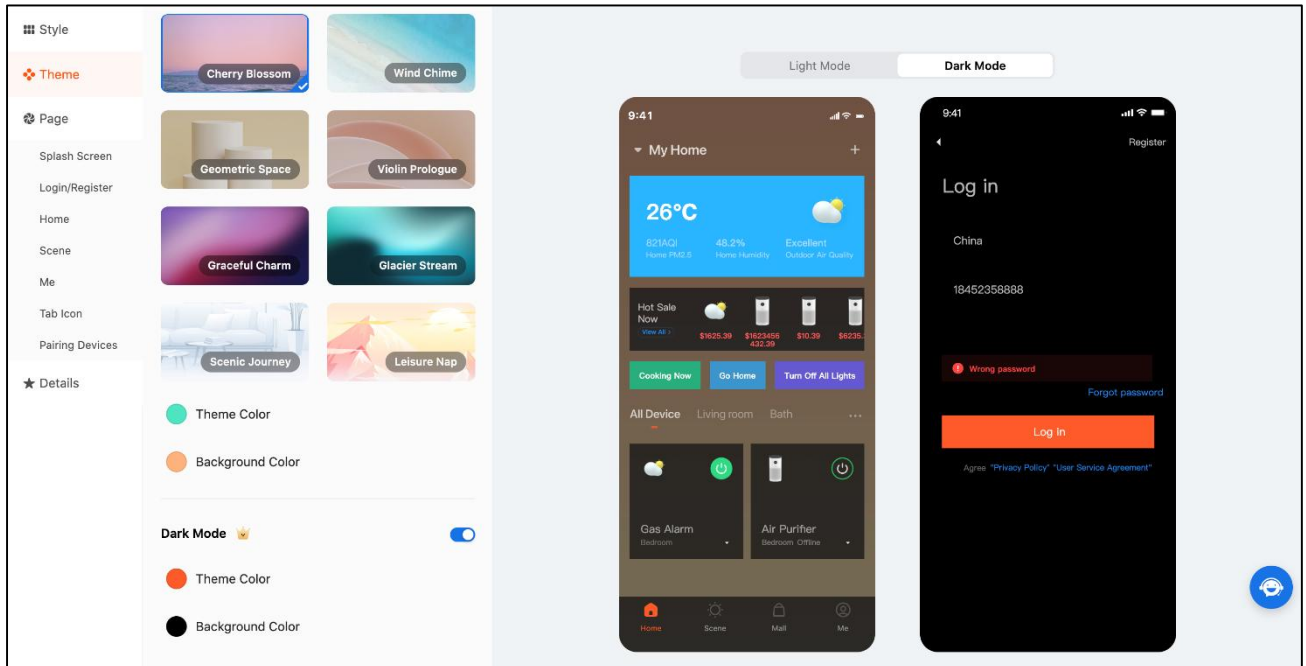 Style
Theme
Page
Splash Screen
Login/Register
Home
Scene
Me
Tab Icon
Pairing Devices
Details
Cherry Blossom
Wind Chime
Geometric Space
Violin Prologue
Graceful Charm
Glacier Stream
Scenic Journey
Leisure Nap
Theme Color
Background Color
Dark Mode
Theme Color
Background Color
Light Mode
Dark Mode
9:41
My Home
26°C
821AQI 48.2% Excellent
Home PM2.5 Home Humidity Outdoor Air Quality
Hot Sale
Now
View All ›
$1625.39 $1623456 $10.39 $6235.
432.39
Cooking Now Go Home Turn Off All Lights
All Device Living room Bath
Gas Alarm Air Purifier
Bedroom Bedroom Offline
Home Scene Mall Me
9:41
Register
Log in
China
18452358888
Wrong password
Forgot password
Log In
Agree "Privacy Policy" "User Service Agreement"